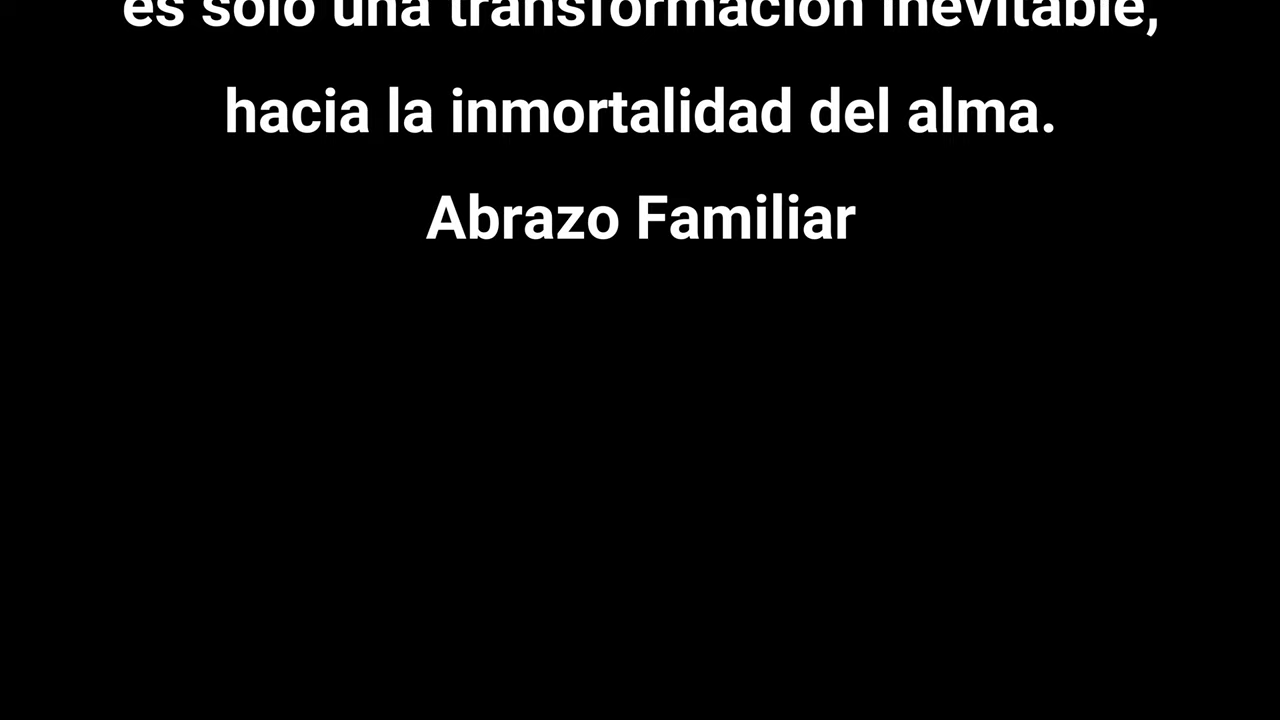 es solo una transformación inevitable,
hacia la inmortalidad del alma.
Abrazo Familiar